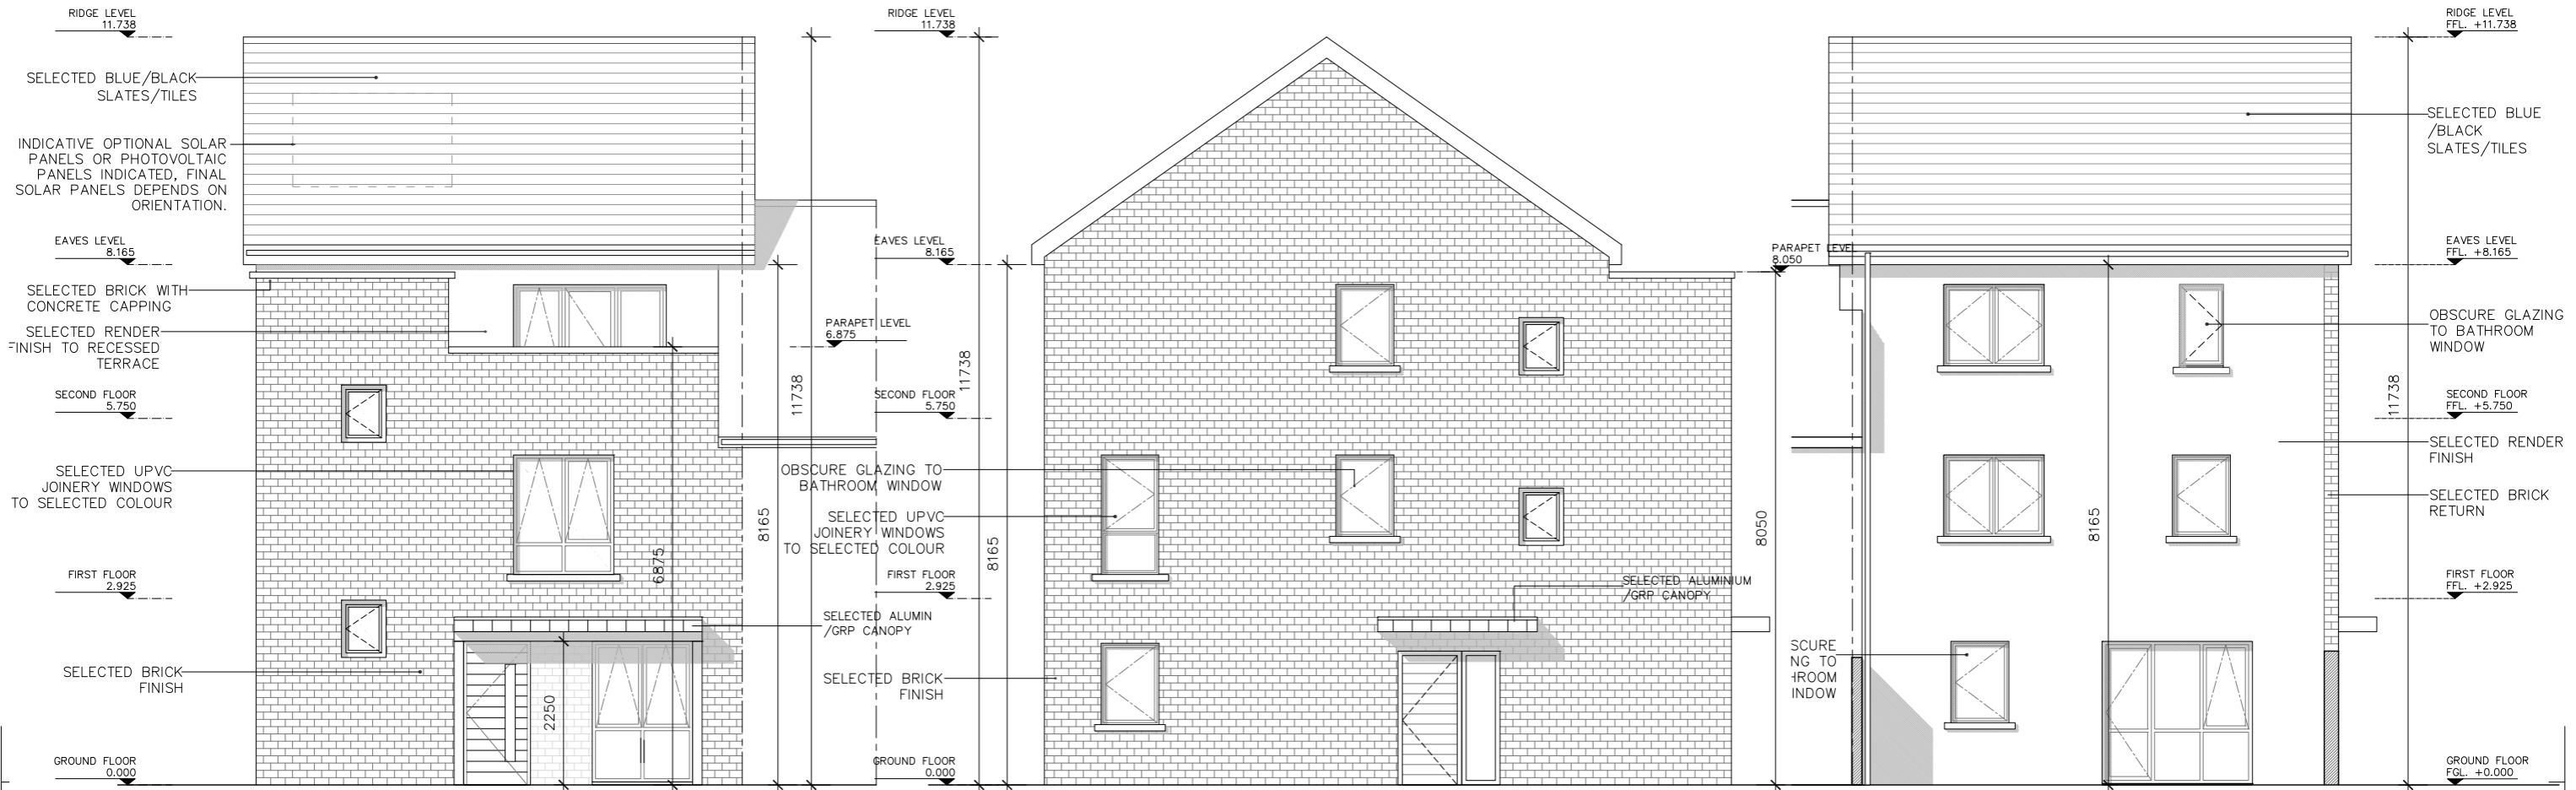 RIDGE LEVEL
11.738
SELECTED BLUE/BLACK
SLATES/TILES
INDICATIVE OPTIONAL SOLAR
PANELS OR PHOTOVOLTAIC
PANELS INDICATED, FINAL
SOLAR PANELS DEPENDS ON
ORIENTATION.
EAVES LEVEL
8.165
SELECTED BRICK WITH
CONCRETE CAPPING
SELECTED RENDER
FINISH TO RECESSED
TERRACE
SECOND FLOOR
5.750
SELECTED UPVC
JOINERY WINDOWS
TO SELECTED COLOUR
FIRST FLOOR
2.925
SELECTED BRICK
FINISH
GROUND FLOOR
0.000
2250
6875
8165
11738
PARAPET LEVEL
6.875
SELECTED ALUMIN
/GRP CANOPY
RIDGE LEVEL
11.738
EAVES LEVEL
8.165
11738
SECOND FLOOR
5.750
OBSCURE GLAZING TO
BATHROOM WINDOW
SELECTED UPVC
JOINERY WINDOWS
TO SELECTED COLOUR
8165
FIRST FLOOR
2.925
SELECTED BRICK
FINISH
GROUND FLOOR
0.000
SELECTED ALUMINIUM
/GRP CANOPY
PARAPET LEVEL
8.050
8050
SCURE
NG TO
HROOM
INDOW
8165
11738
RIDGE LEVEL
FFL. +11.738
SELECTED BLUE
/BLACK
SLATES/TILES
EAVES LEVEL
FFL. +8.165
OBSCURE GLAZING
TO BATHROOM
WINDOW
SECOND FLOOR
FFL. +5.750
SELECTED RENDER
FINISH
SELECTED BRICK
RETURN
FIRST FLOOR
FFL. +2.925
GROUND FLOOR
FGL. +0.000